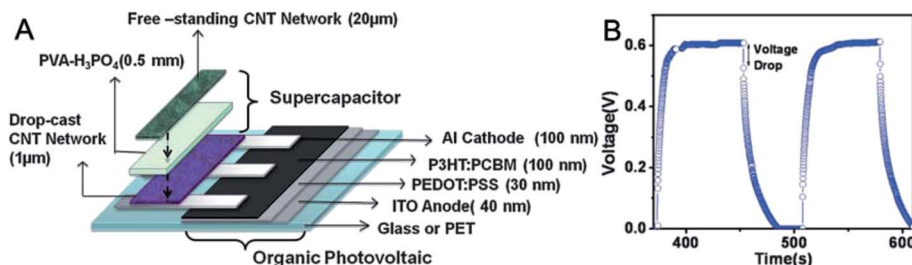 A
Free –standing CNT Network (20µm)
PVA-H₃PO₄(0.5 mm)
Supercapacitor
Drop-cast
CNT Network
(1µm)
Al Cathode (100 nm)
P3HT:PCBM (100 nm)
PEDOT:PSS (30 nm)
ITO Anode( 40 nm)
Glass or PET
Organic Photovoltaic
B
Voltage
Drop
Voltage(V)
0.6
0.4
0.2
0.0
400
500
600
Time(s)